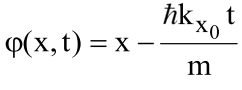 φ(x,t) = x − ħk_{x_0} t / m